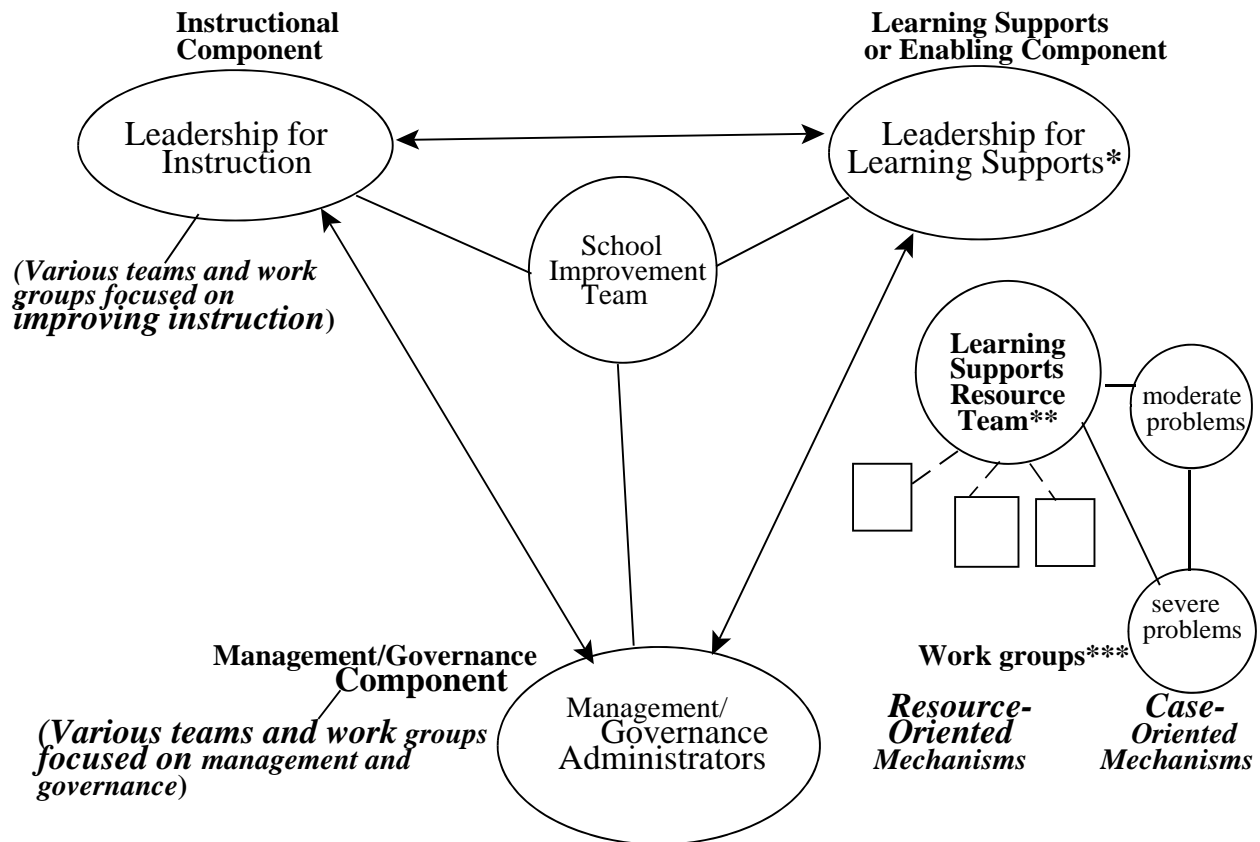 Instructional
Component
Learning Supports
or Enabling Component
Leadership for
Instruction
Leadership for
Learning Supports*
School
Improvement
Team
(Various teams and work
groups focused on
improving instruction)
Learning
Supports
Resource
Team**
moderate
problems
severe
problems
Work groups***
Management/Governance
Component
Management/
Governance
Administrators
(Various teams and work groups
focused on management and
governance)
Resource-
Oriented
Mechanisms
Case-
Oriented
Mechanisms